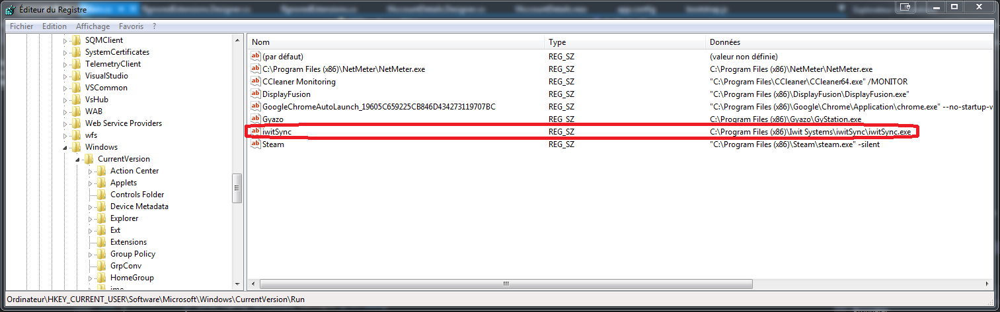 Éditeur du Registre
Fichier Edition Affichage Favoris ?
SQMClient
SystemCertificates
TelemetryClient
VisualStudio
VSCommon
VsHub
WAB
Web Service Providers
wfs
Windows
CurrentVersion
Action Center
Applets
Controls Folder
Device Metadata
Explorer
Ext
Extensions
Group Policy
GrpConv
HomeGroup
Nom Type Données
(par défaut) REG_SZ (valeur non définie)
C:\Program Files (x86)\NetMeter\NetMeter.exe REG_SZ C:\Program Files (x86)\NetMeter\NetMeter.exe
CCleaner Monitoring REG_SZ "C:\Program Files\CCleaner\CCleaner64.exe" /MONITOR
DisplayFusion REG_SZ "C:\Program Files (x86)\DisplayFusion\DisplayFusion.exe"
GoogleChromeAutoLaunch_19605C659225CB846D434273119707BC REG_SZ "C:\Program Files (x86)\Google\Chrome\Application\chrome.exe" --no-startup-w
Gyazo REG_SZ C:\Program Files (x86)\Gyazo\GyStation.exe
iwitSync REG_SZ C:\Program Files (x86)\Iwit Systems\iwitSync\iwitSync.exe
Steam REG_SZ "C:\Program Files (x86)\Steam\steam.exe" -silent
Ordinateur\HKEY_CURRENT_USER\Software\Microsoft\Windows\CurrentVersion\Run